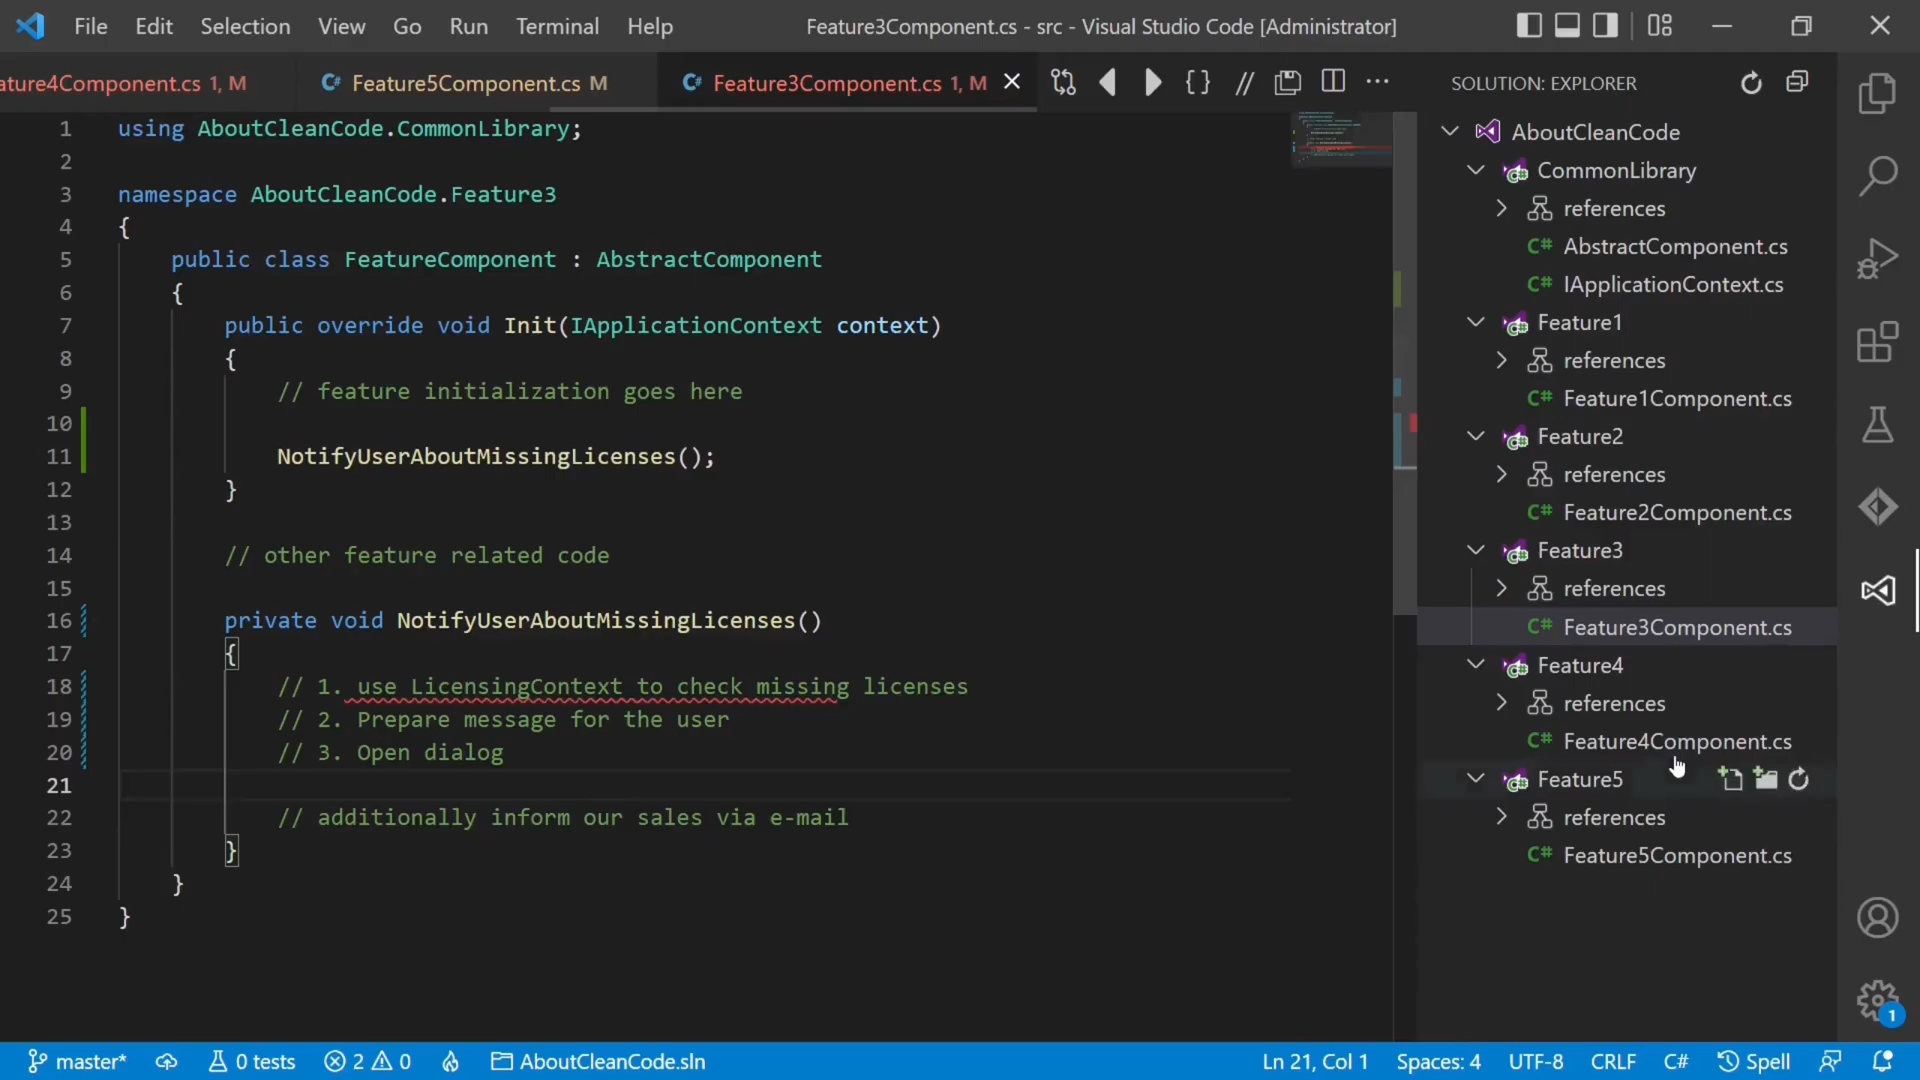 File Edit Selection View Go Run Terminal Help Feature3Component.cs - src - Visual Studio Code [Administrator]
ature4Component.cs 1, M C# Feature5Component.cs M C# Feature3Component.cs 1, M
1 using AboutCleanCode.CommonLibrary;
2
3 namespace AboutCleanCode.Feature3
4 {
5 public class FeatureComponent : AbstractComponent
6 {
7 public override void Init(IApplicationContext context)
8 {
9 // feature initialization goes here
10
11 NotifyUserAboutMissingLicenses();
12 }
13
14 // other feature related code
15
16 private void NotifyUserAboutMissingLicenses()
17 {
18 // 1. use LicensingContext to check missing licenses
19 // 2. Prepare message for the user
20 // 3. Open dialog
21
22 // additionally inform our sales via e-mail
23 }
24 }
25 }
SOLUTION: EXPLORER
AboutCleanCode
CommonLibrary
references
C# AbstractComponent.cs
C# IApplicationContext.cs
Feature1
references
C# Feature1Component.cs
Feature2
references
C# Feature2Component.cs
Feature3
references
C# Feature3Component.cs
Feature4
references
C# Feature4Component.cs
Feature5
references
C# Feature5Component.cs
1
master* 0 tests 2 0 AboutCleanCode.sln Ln 21, Col 1 Spaces: 4 UTF-8 CRLF C# Spell